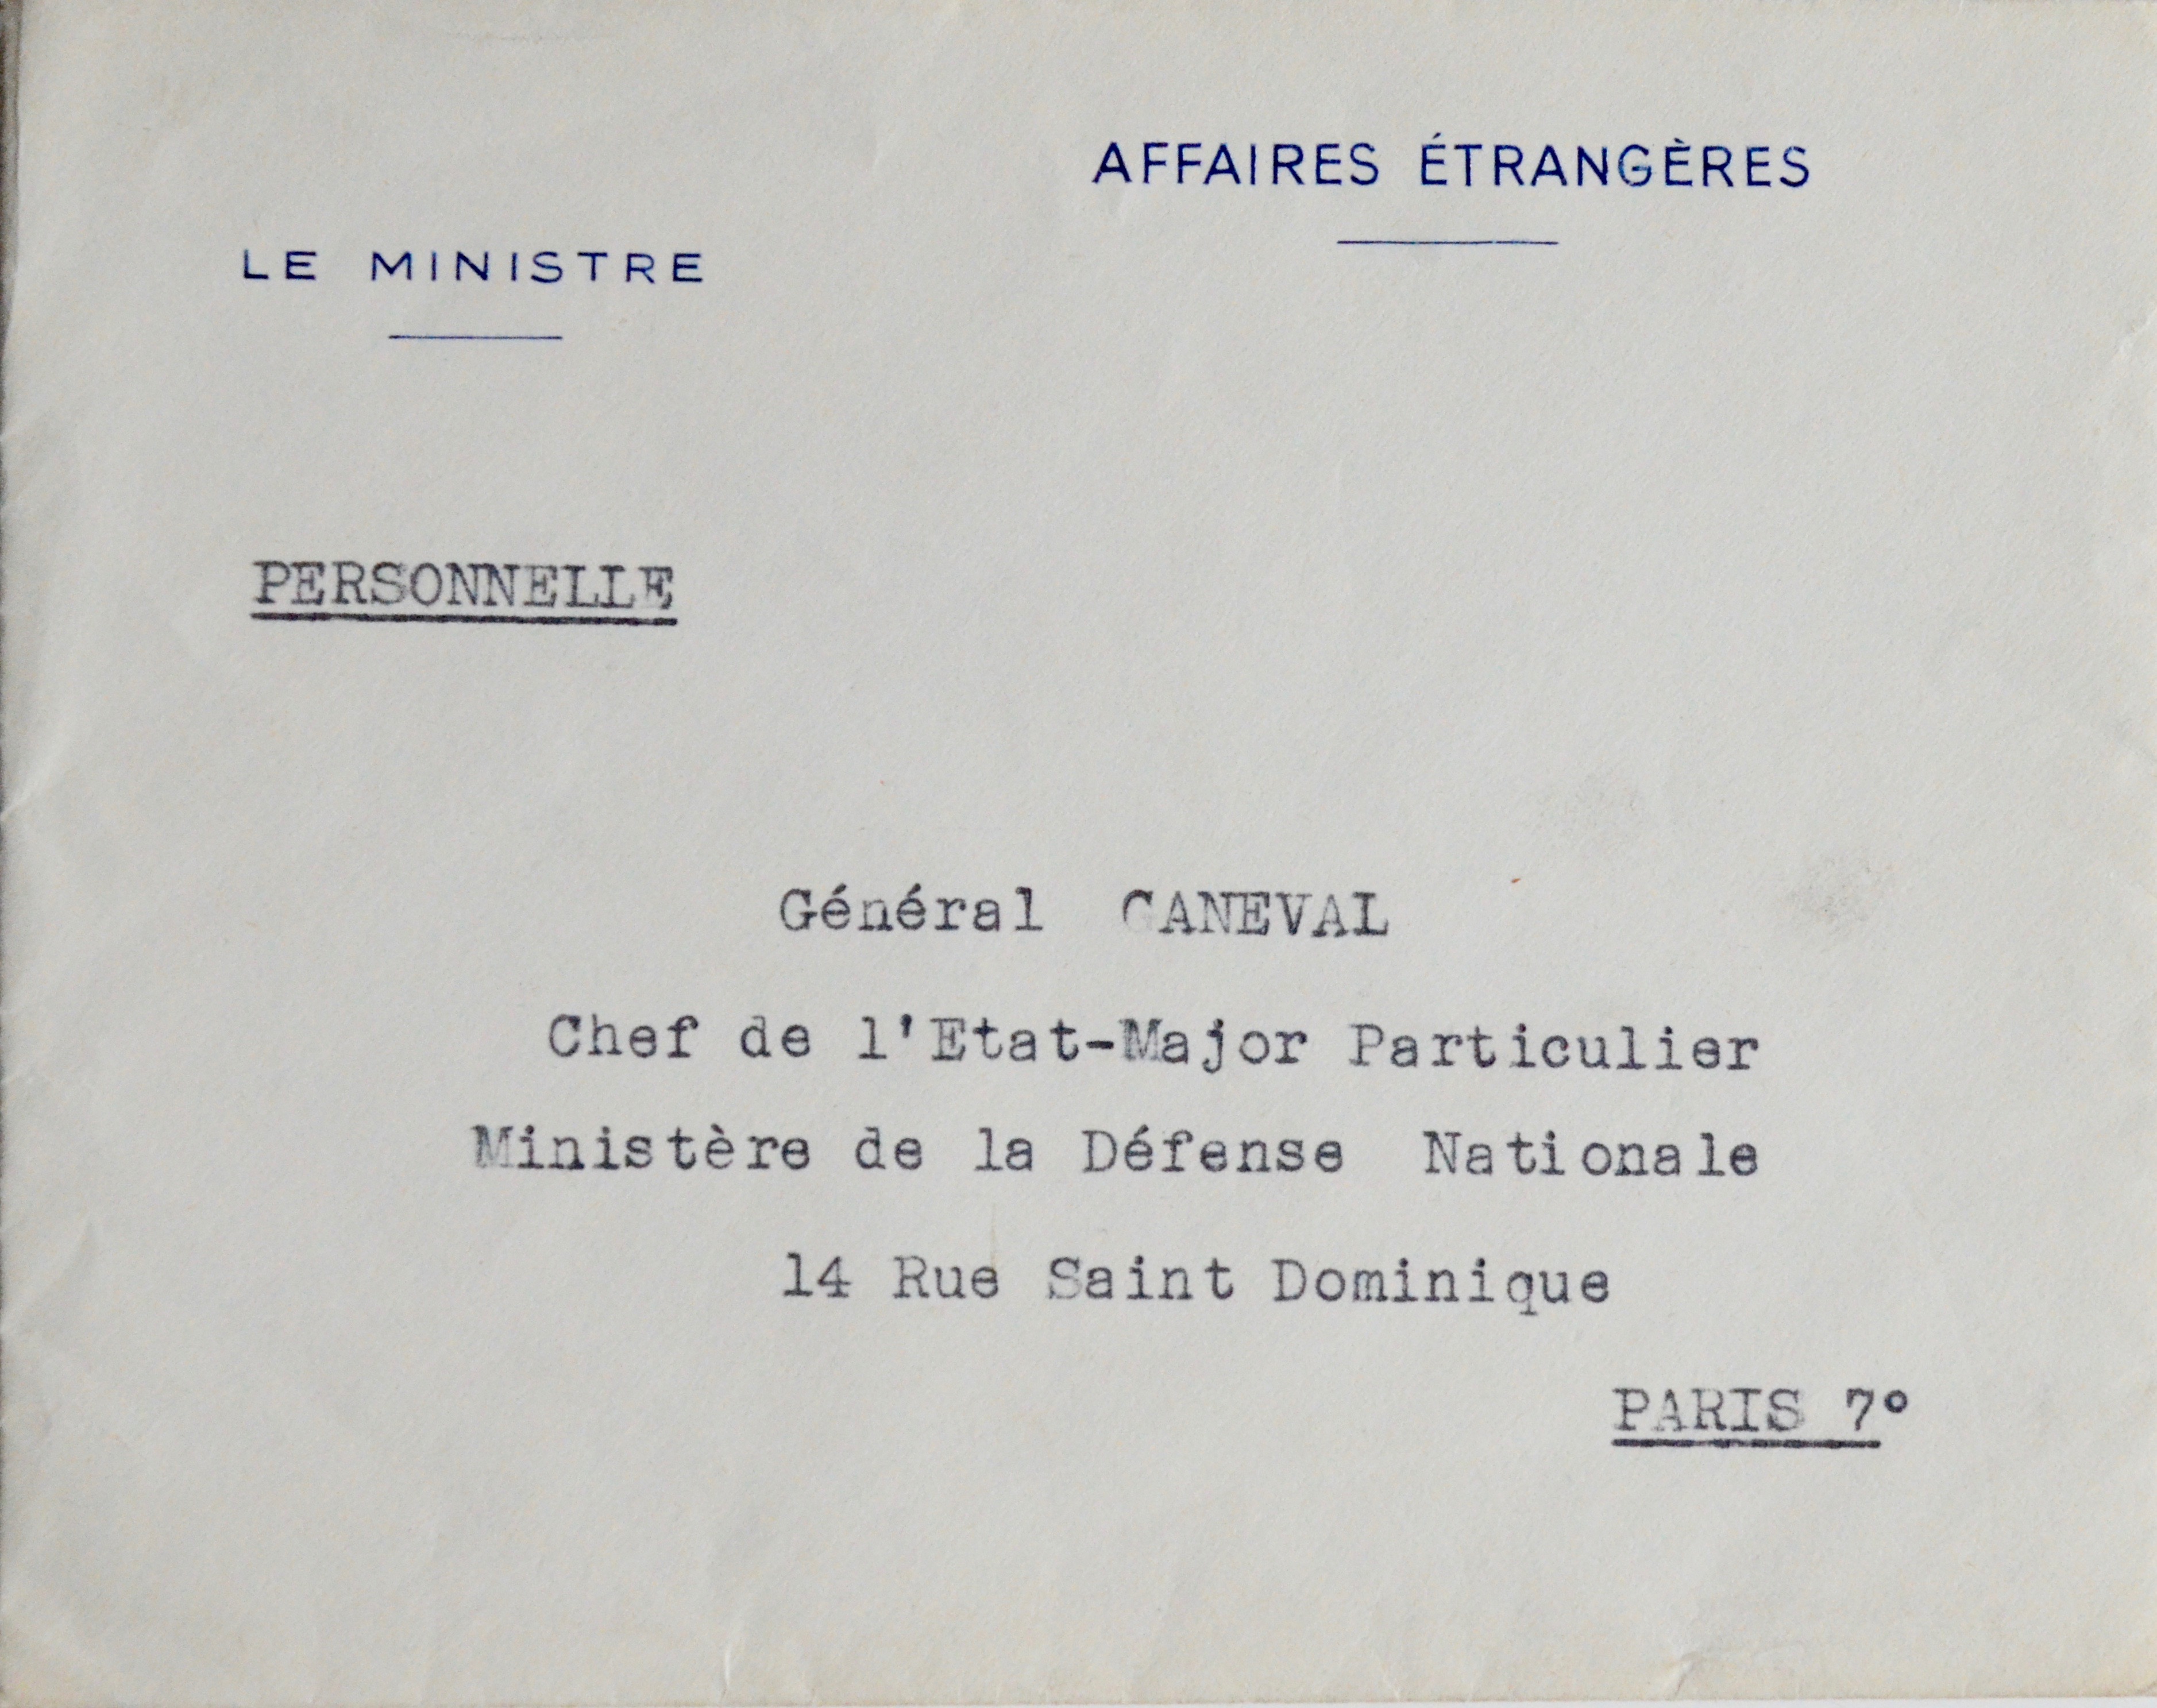 AFFAIRES ÉTRANGÈRES
LE MINISTRE
PERSONNELLE
Général CANEVAL
Chef de l'Etat-Major Particulier
Ministère de la Défense Nationale
14 Rue Saint Dominique
PARIS 7°